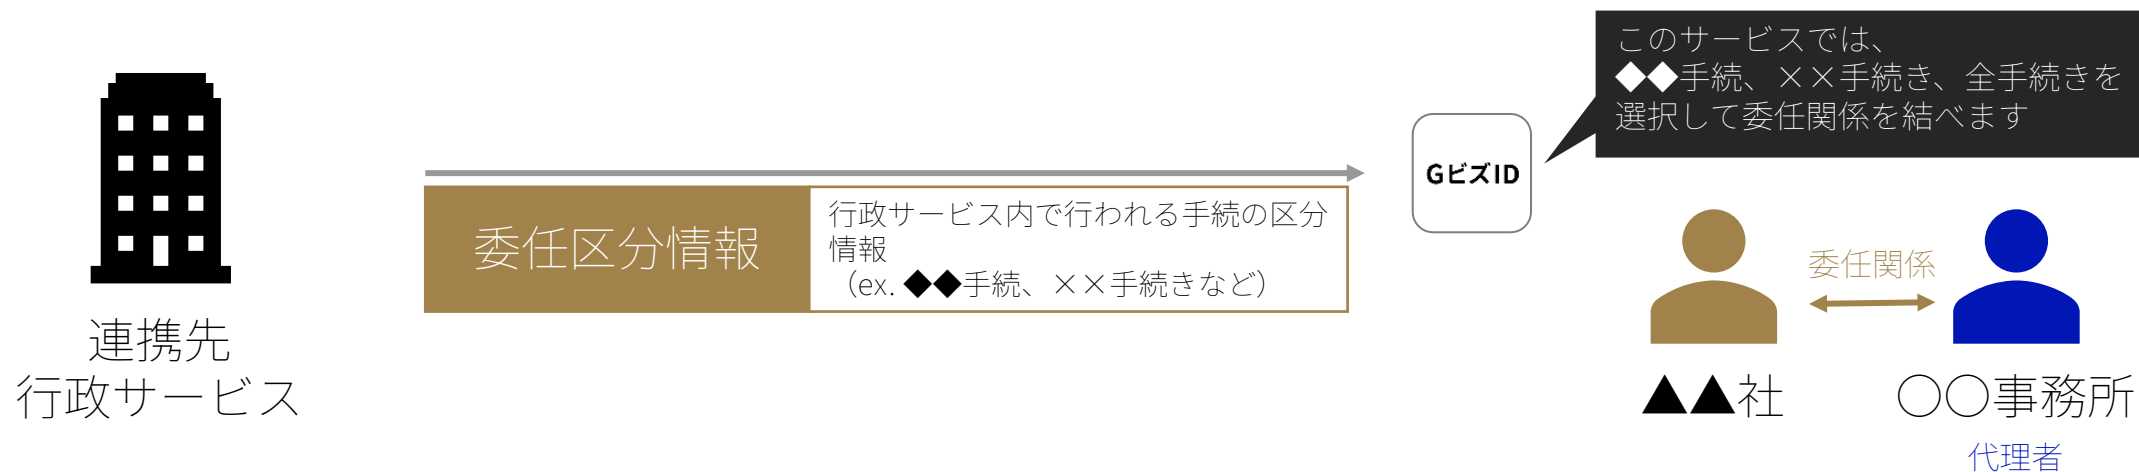 連携先
行政サービス
委任区分情報
行政サービス内で行われる手続の区分
情報
（ex. ◆◆手続、××手続きなど）
GビズID
このサービスでは、
◆◆手続、××手続き、全手続きを
選択して委任関係を結べます
委任関係
▲▲社
○○事務所
代理者